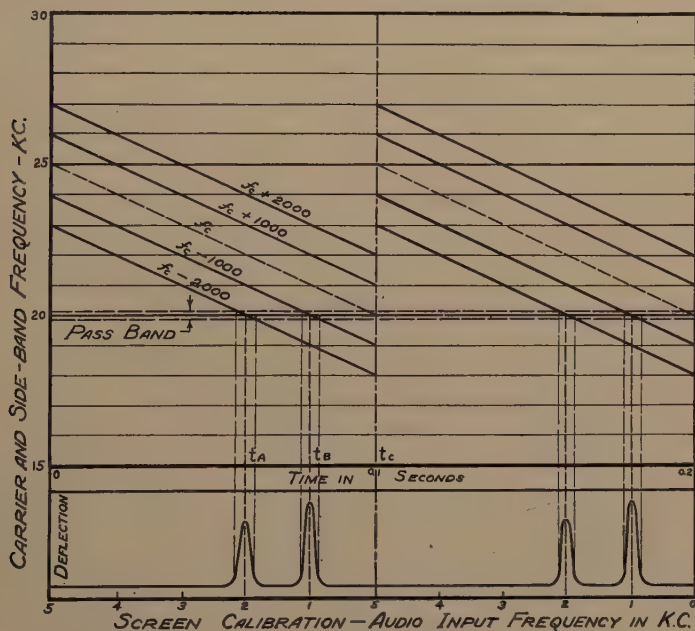 30
25
20
15
CARRIER AND SIDE-BAND FREQUENCY - KC.
fc + 2000
fc + 1000
fc
fc - 1000
fc - 2000
PASS BAND
tA
tB
tC
0
TIME IN SECONDS
0.1
0.2
DEFLECTION
5 4 3 2 1 5 4 3 2 1 0
SCREEN CALIBRATION — AUDIO INPUT FREQUENCY IN K.C.